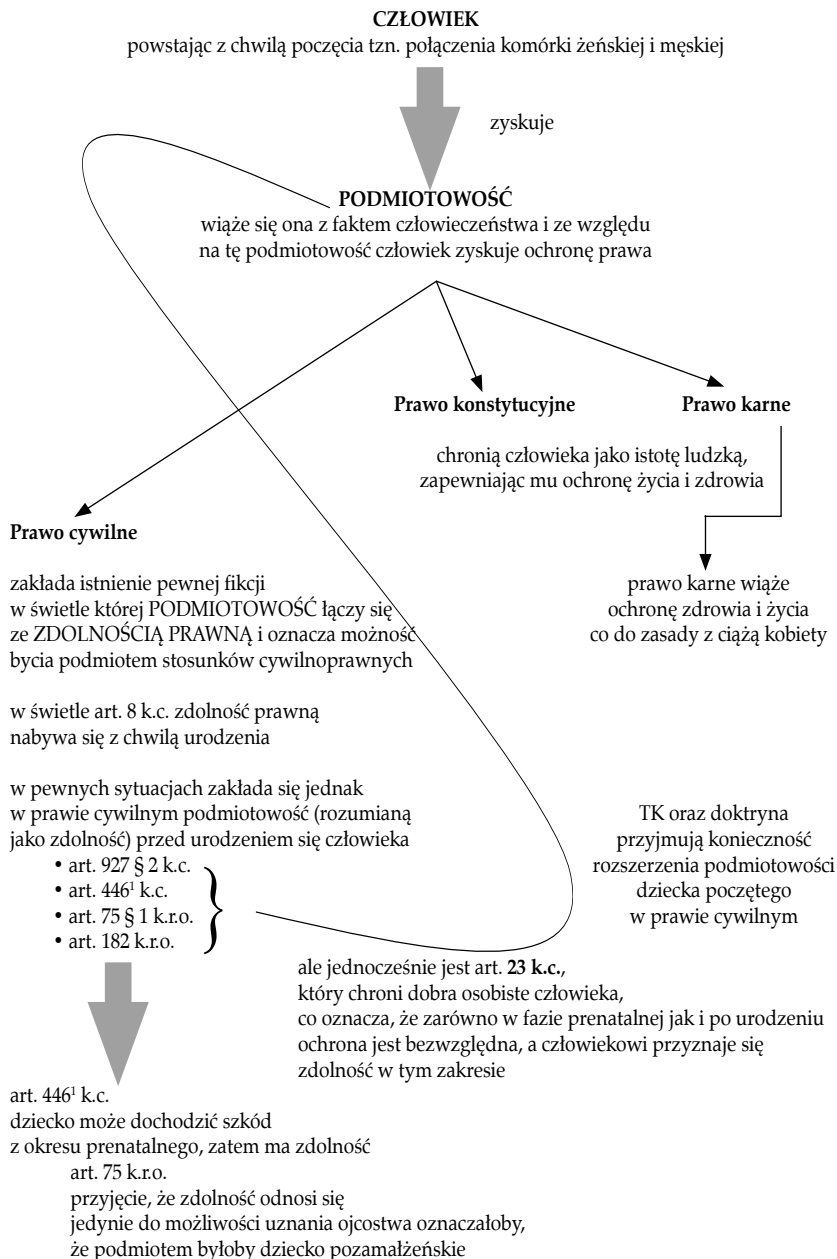 CZŁOWIEK
powstając z chwilą poczęcia tzn. połączenia komórki żeńskiej i męskiej
zyskuje
PODMIOTOWOŚĆ
wiąże się ona z faktem człowieczeństwa i ze względu
na tę podmiotowość człowiek zyskuje ochronę prawa
Prawo konstytucyjne
Prawo karne
chronią człowieka jako istotę ludzką,
zapewniając mu ochronę życia i zdrowia
prawo karne wiąże
ochronę zdrowia i życia
co do zasady z ciążą kobiety
Prawo cywilne
zakłada istnienie pewnej fikcji
w świetle której PODMIOTOWOŚĆ łączy się
ze ZDOLNOŚCIĄ PRAWNĄ i oznacza możność
bycia podmiotem stosunków cywilnoprawnych
w świetle art. 8 k.c. zdolność prawną
nabywa się z chwilą urodzenia
w pewnych sytuacjach zakłada się jednak
w prawie cywilnym podmiotowość (rozumianą
jako zdolność) przed urodzeniem się człowieka
• art. 927 § 2 k.c.
• art. 446¹ k.c.
• art. 75 § 1 k.r.o.
• art. 182 k.r.o.
TK oraz doktryna
przyjmują konieczność
rozszerzenia podmiotowości
dziecka poczętego
w prawie cywilnym
ale jednocześnie jest art. 23 k.c.,
który chroni dobra osobiste człowieka,
co oznacza, że zarówno w fazie prenatalnej jak i po urodzeniu
ochrona jest bezwzględna, a człowiekowi przyznaje się
zdolność w tym zakresie
art. 446¹ k.c.
dziecko może dochodzić szkód
z okresu prenatalnego, zatem ma zdolność
art. 75 k.r.o.
przyjęcie, że zdolność odnosi się
jedynie do możliwości uznania ojcostwa oznaczałoby,
że podmiotem byłoby dziecko pozamałżeńskie